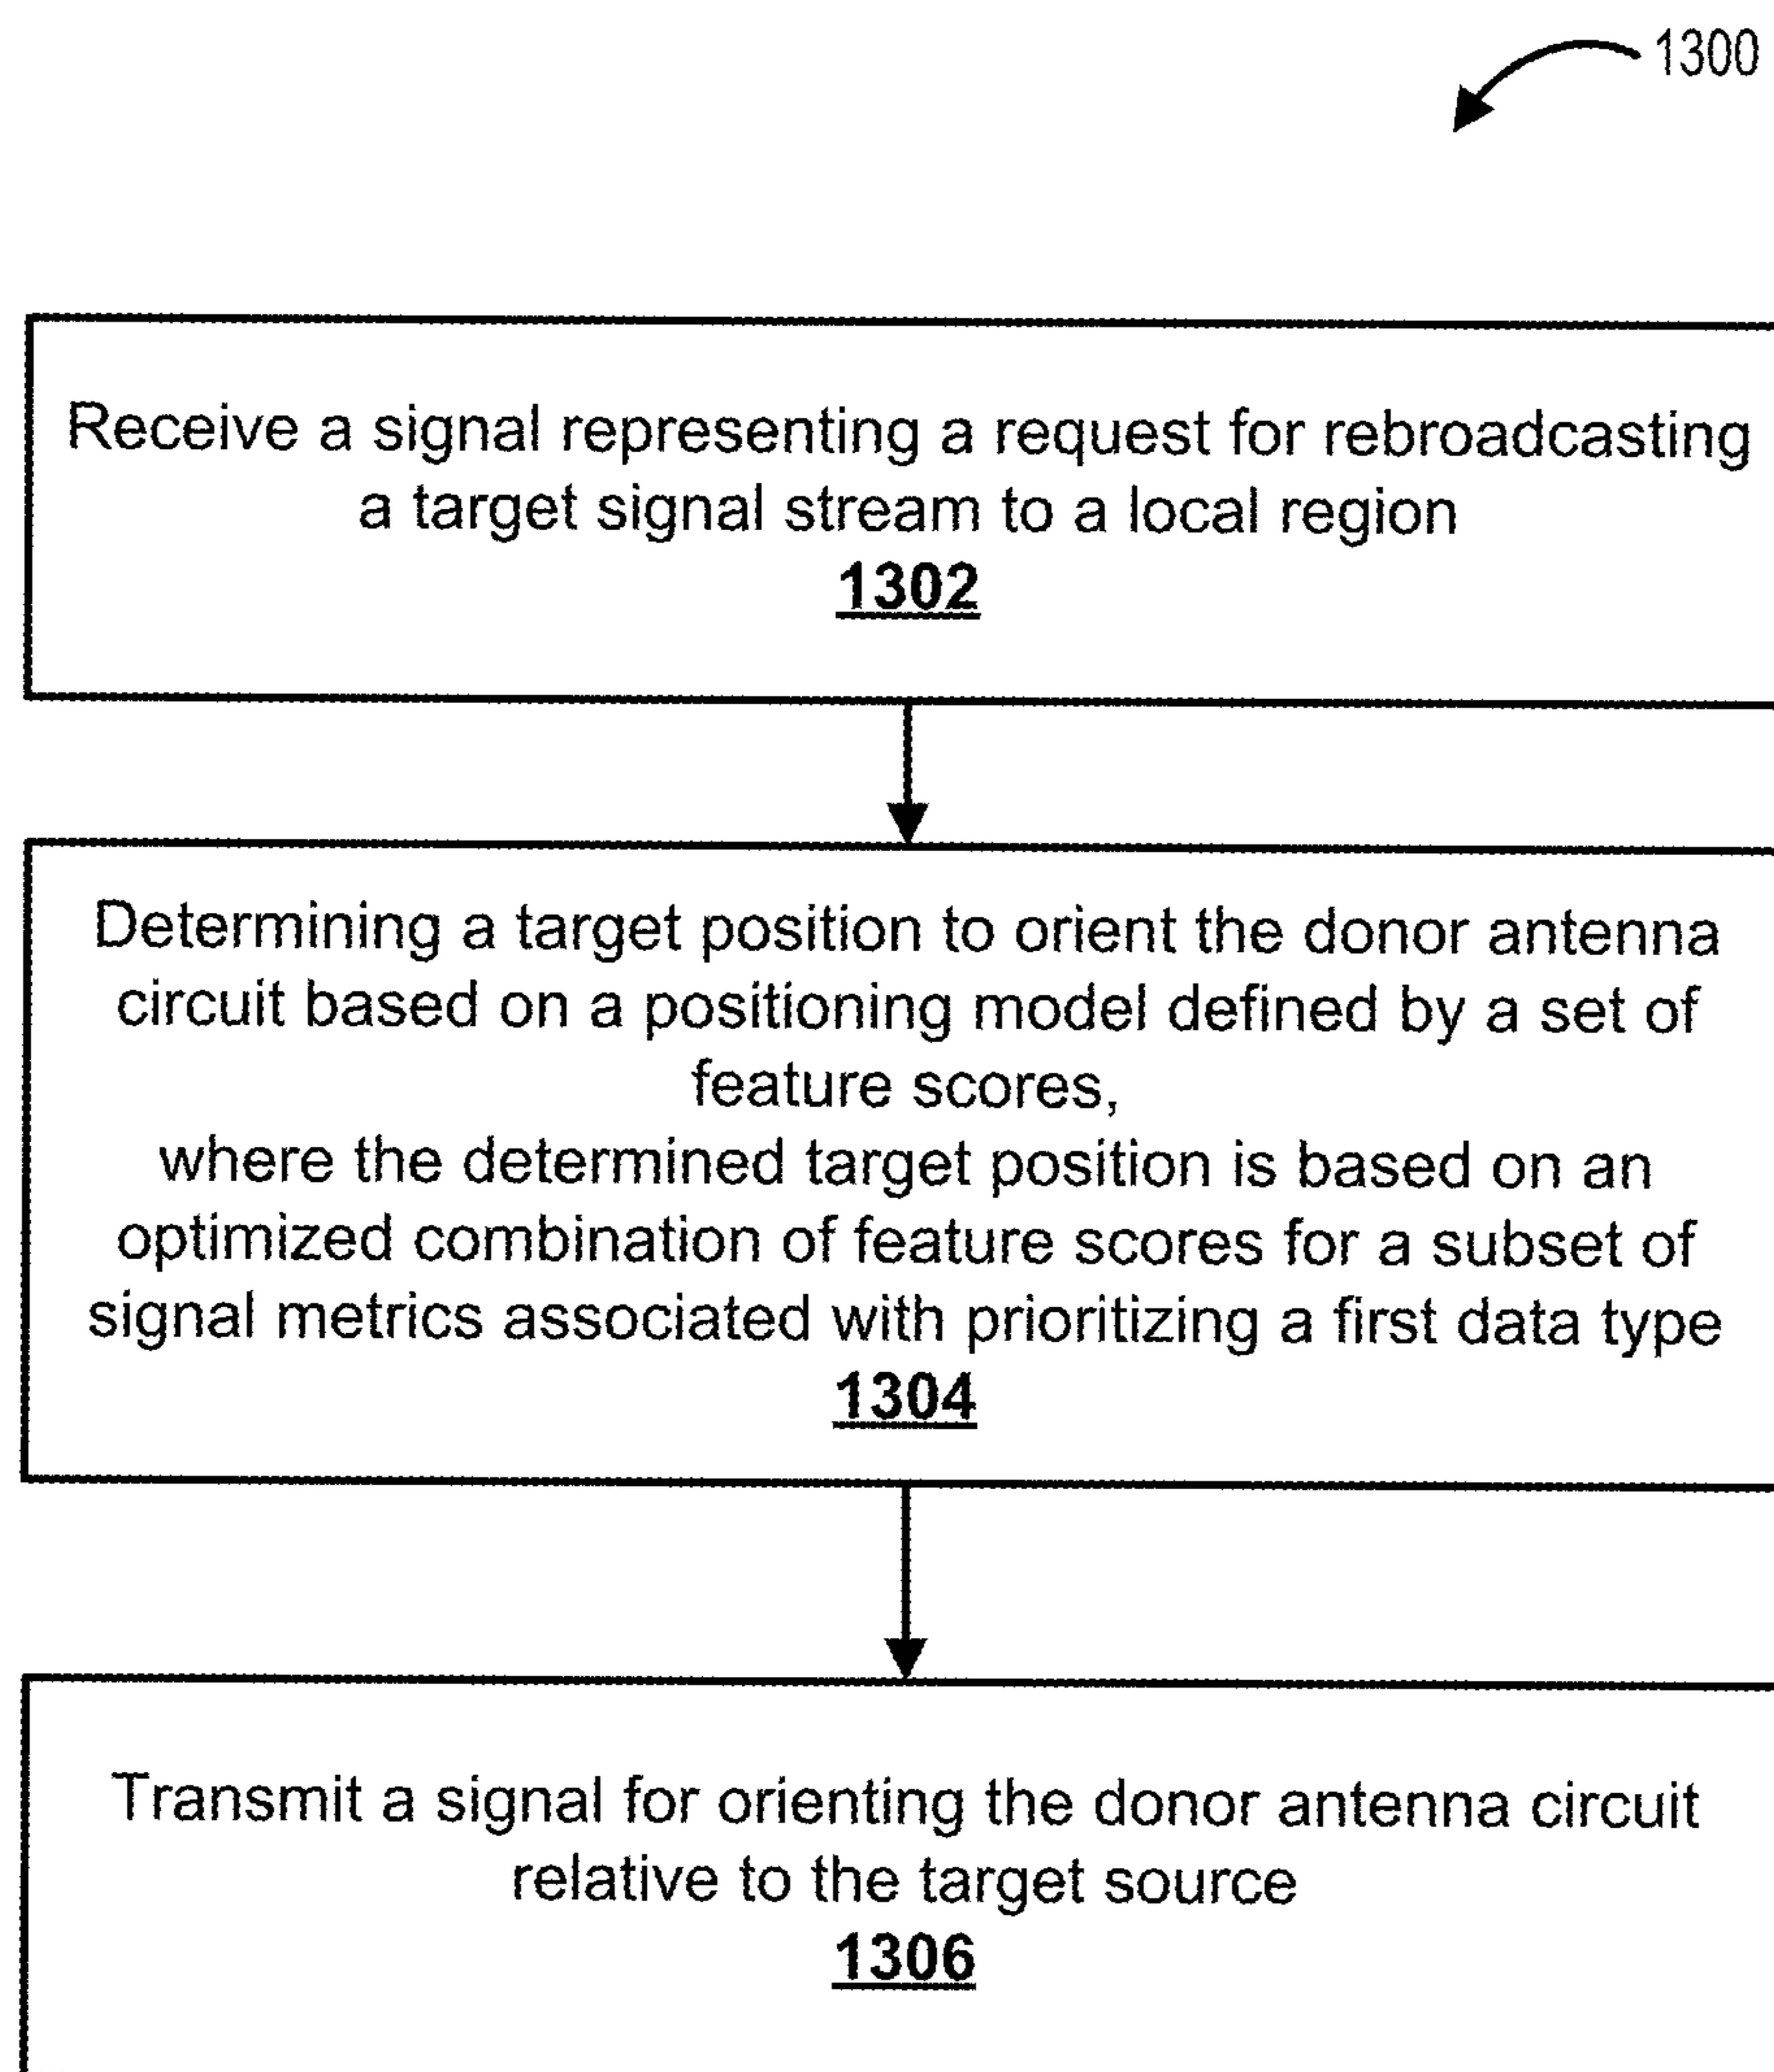 1300
Receive a signal representing a request for rebroadcasting
a target signal stream to a local region
1302
Determining a target position to orient the donor antenna
circuit based on a positioning model defined by a set of
feature scores,
where the determined target position is based on an
optimized combination of feature scores for a subset of
signal metrics associated with prioritizing a first data type
1304
Transmit a signal for orienting the donor antenna circuit
relative to the target source
1306